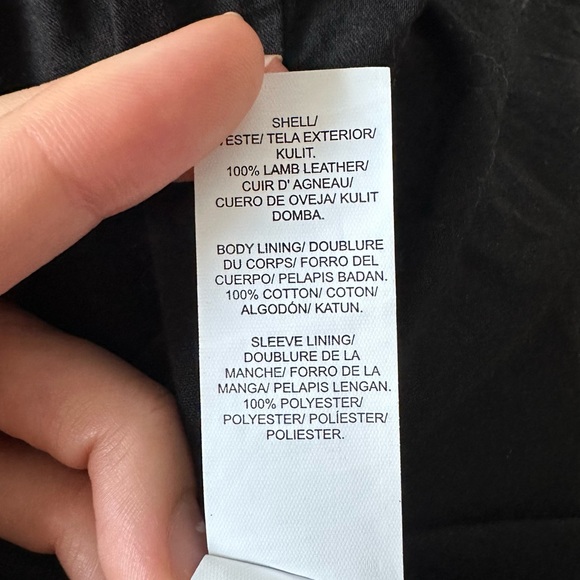 SHELL/
TELA EXTERIOR/
KULIT.
100% LAMB LEATHER/
CUIR D' AGNEAU/
CUERO DE OVEJA/ KULIT
DOMBA.
BODY LINING/ DOUBLURE
DU CORPS/ FORRO DEL
CUERPO/ PELAPIS BADAN.
100% COTTON/ COTON/
ALGODÓN/ KATUN.
SLEEVE LINING/
DOUBLURE DE LA
MANCHE/ FORRO DE LA
MANGA/ PELAPIS LENGAN.
100% POLYESTER/
POLYESTER/ POLÍESTER/
POLIESTER.